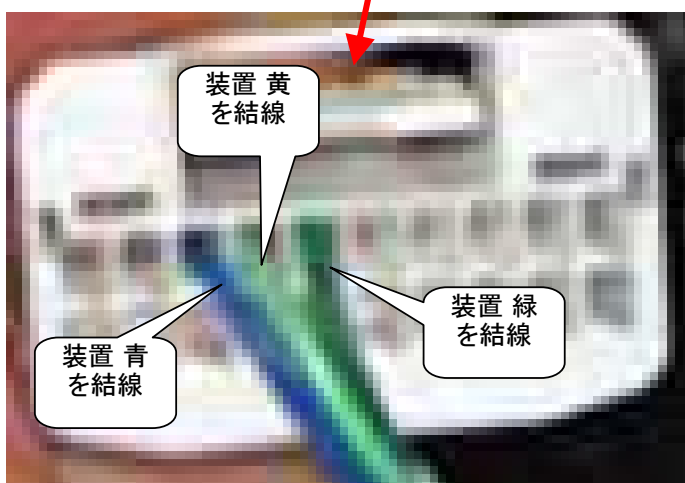 装置 黄
を結線
装置 緑
を結線
装置 青
を結線